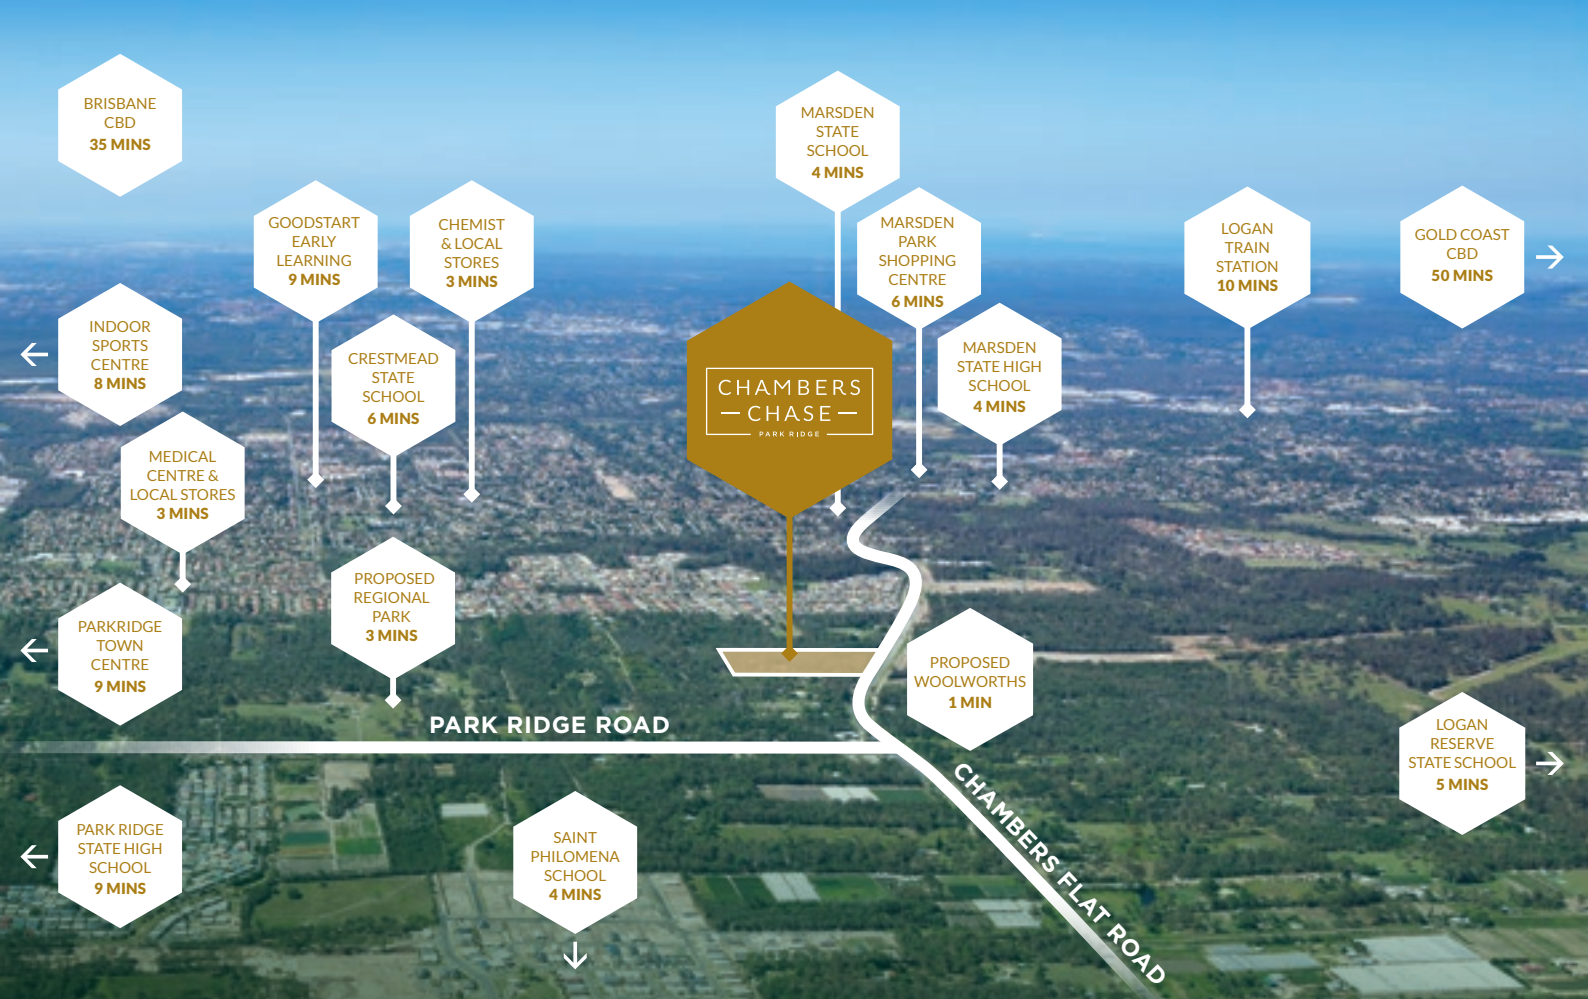 BRISBANE
CBD
35 MINS
MARSDEN
STATE
SCHOOL
4 MINS
GOODSTART
EARLY
LEARNING
9 MINS
CHEMIST
& LOCAL
STORES
3 MINS
MARSDEN
PARK
SHOPPING
CENTRE
6 MINS
LOGAN
TRAIN
STATION
10 MINS
GOLD COAST
CBD
50 MINS
INDOOR
SPORTS
CENTRE
8 MINS
CRESTMEAD
STATE
SCHOOL
6 MINS
CHAMBERS
CHASE
PARK RIDGE
MARSDEN
STATE HIGH
SCHOOL
4 MINS
MEDICAL
CENTRE &
LOCAL STORES
3 MINS
PROPOSED
REGIONAL
PARK
3 MINS
PARKRIDGE
TOWN
CENTRE
9 MINS
PROPOSED
WOOLWORTHS
1 MIN
PARK RIDGE ROAD
LOGAN
RESERVE
STATE SCHOOL
5 MINS
CHAMBERS FLAT ROAD
PARK RIDGE
STATE HIGH
SCHOOL
9 MINS
SAINT
PHILOMENA
SCHOOL
4 MINS